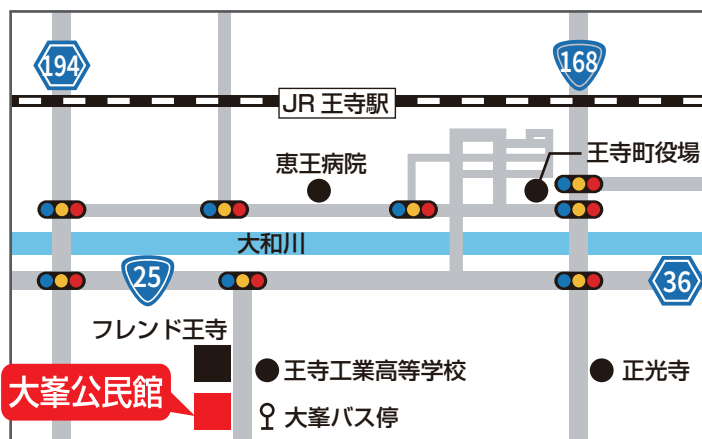 194
168
JR 王寺駅
恵王病院
王寺町役場
大和川
25
36
フレンド王寺
王寺工業高等学校
正光寺
大峯公民館
大峯バス停